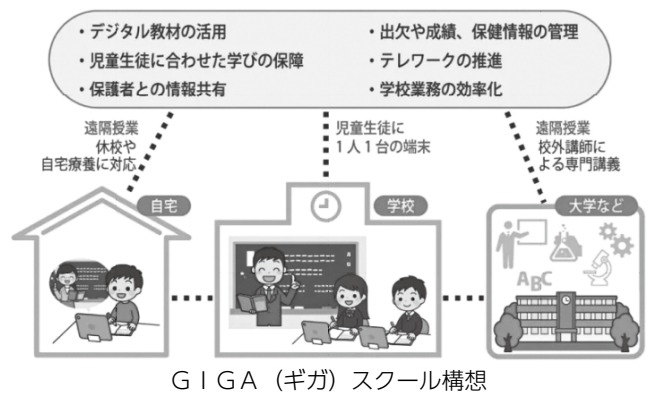 ・デジタル教材の活用
・児童生徒に合わせた学びの保障
・保護者との情報共有
・出欠や成績、保健情報の管理
・テレワークの推進
・学校業務の効率化
遠隔授業
休校や
自宅療養に対応
児童生徒に
１人１台の端末
遠隔授業
校外講師に
よる専門講義
自宅
学校
大学など
ABC
ＧＩＧＡ（ギガ）スクール構想